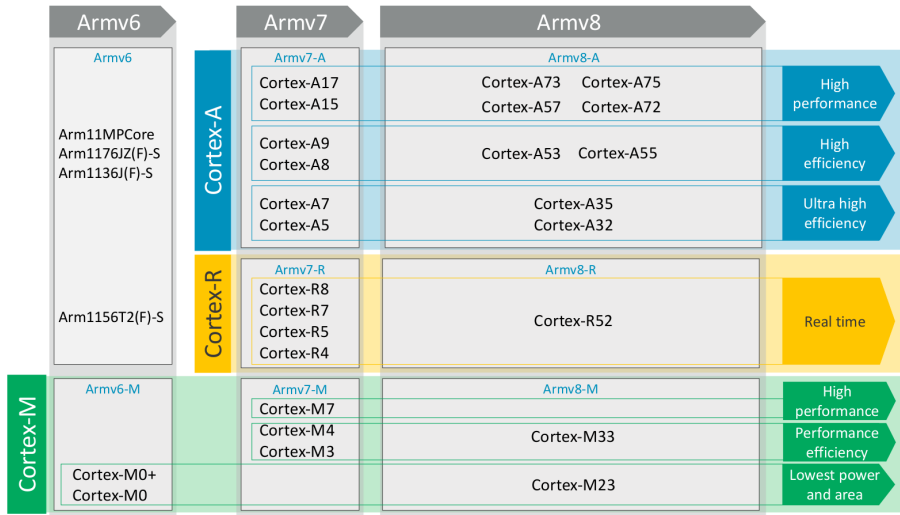 Armv6
Armv7
Armv8
Armv6
Arm11MPCore
Arm1176JZ(F)-S
Arm1136J(F)-S
Arm1156T2(F)-S
Cortex-A
Armv7-A
Armv8-A
Cortex-A17
Cortex-A15
Cortex-A73 Cortex-A75
Cortex-A57 Cortex-A72
High
performance
Cortex-A9
Cortex-A8
Cortex-A53 Cortex-A55
High
efficiency
Cortex-A7
Cortex-A5
Cortex-A35
Cortex-A32
Ultra high
efficiency
Cortex-R
Armv7-R
Armv8-R
Cortex-R8
Cortex-R7
Cortex-R5
Cortex-R4
Cortex-R52
Real time
Cortex-M
Armv6-M
Armv7-M
Armv8-M
Cortex-M7
High
performance
Cortex-M4
Cortex-M3
Cortex-M33
Performance
efficiency
Cortex-M0+
Cortex-M0
Cortex-M23
Lowest power
and area